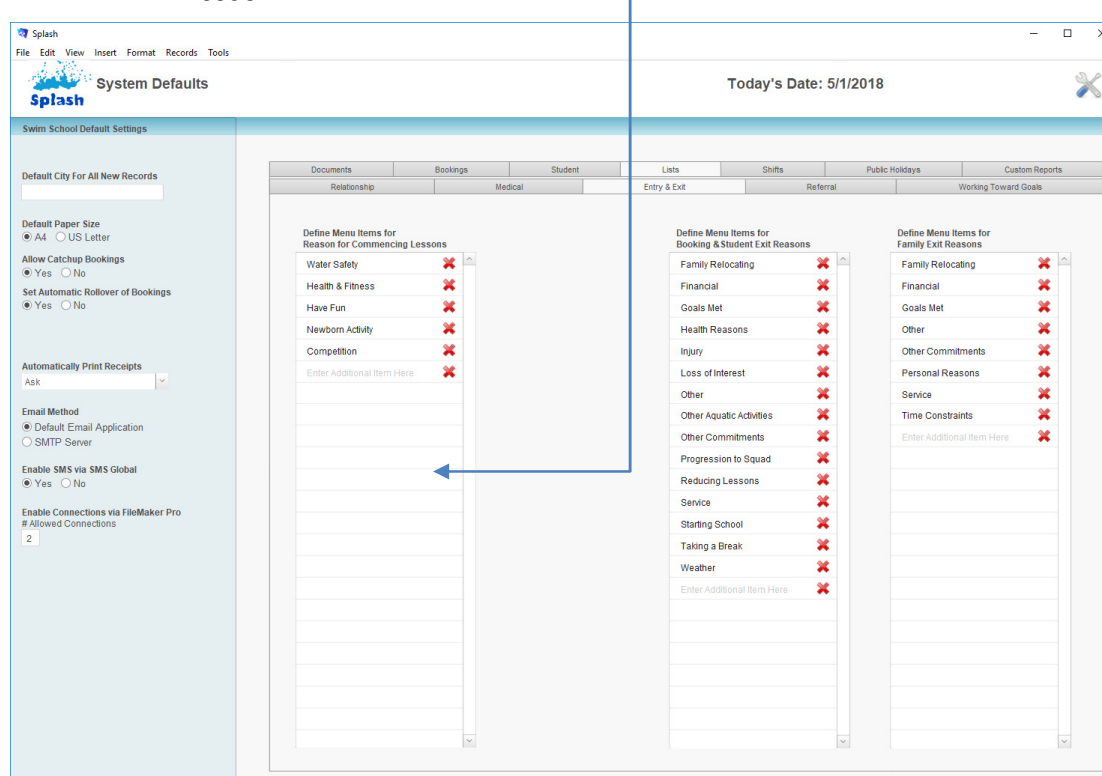 Splash
File Edit View Insert Format Records Tools
Splash
System Defaults
Today's Date: 5/1/2018
Swim School Default Settings
Default City For All New Records
Default Paper Size
A4 US Letter
Allow Catchup Bookings
Yes No
Set Automatic Rollover of Bookings
Yes No
Automatically Print Receipts
Ask
Email Method
Default Email Application
SMTP Server
Enable SMS via SMS Global
Yes No
Enable Connections via FileMaker Pro
# Allowed Connections
2
Documents Bookings Student Lists Shifts Public Holidays Custom Reports
Relationship Medical Entry & Exit Referral Working Toward Goals
Define Menu Items for
Reason for Commencing Lessons
Water Safety
Health & Fitness
Have Fun
Newborn Activity
Competition
Enter Additional Item Here
Define Menu Items for
Booking & Student Exit Reasons
Family Relocating
Financial
Goals Met
Health Reasons
Injury
Loss of Interest
Other
Other Aquatic Activities
Other Commitments
Progression to Squad
Reducing Lessons
Service
Starting School
Taking a Break
Weather
Enter Additional Item Here
Define Menu Items for
Family Exit Reasons
Family Relocating
Financial
Goals Met
Other
Other Commitments
Personal Reasons
Service
Time Constraints
Enter Additional Item Here